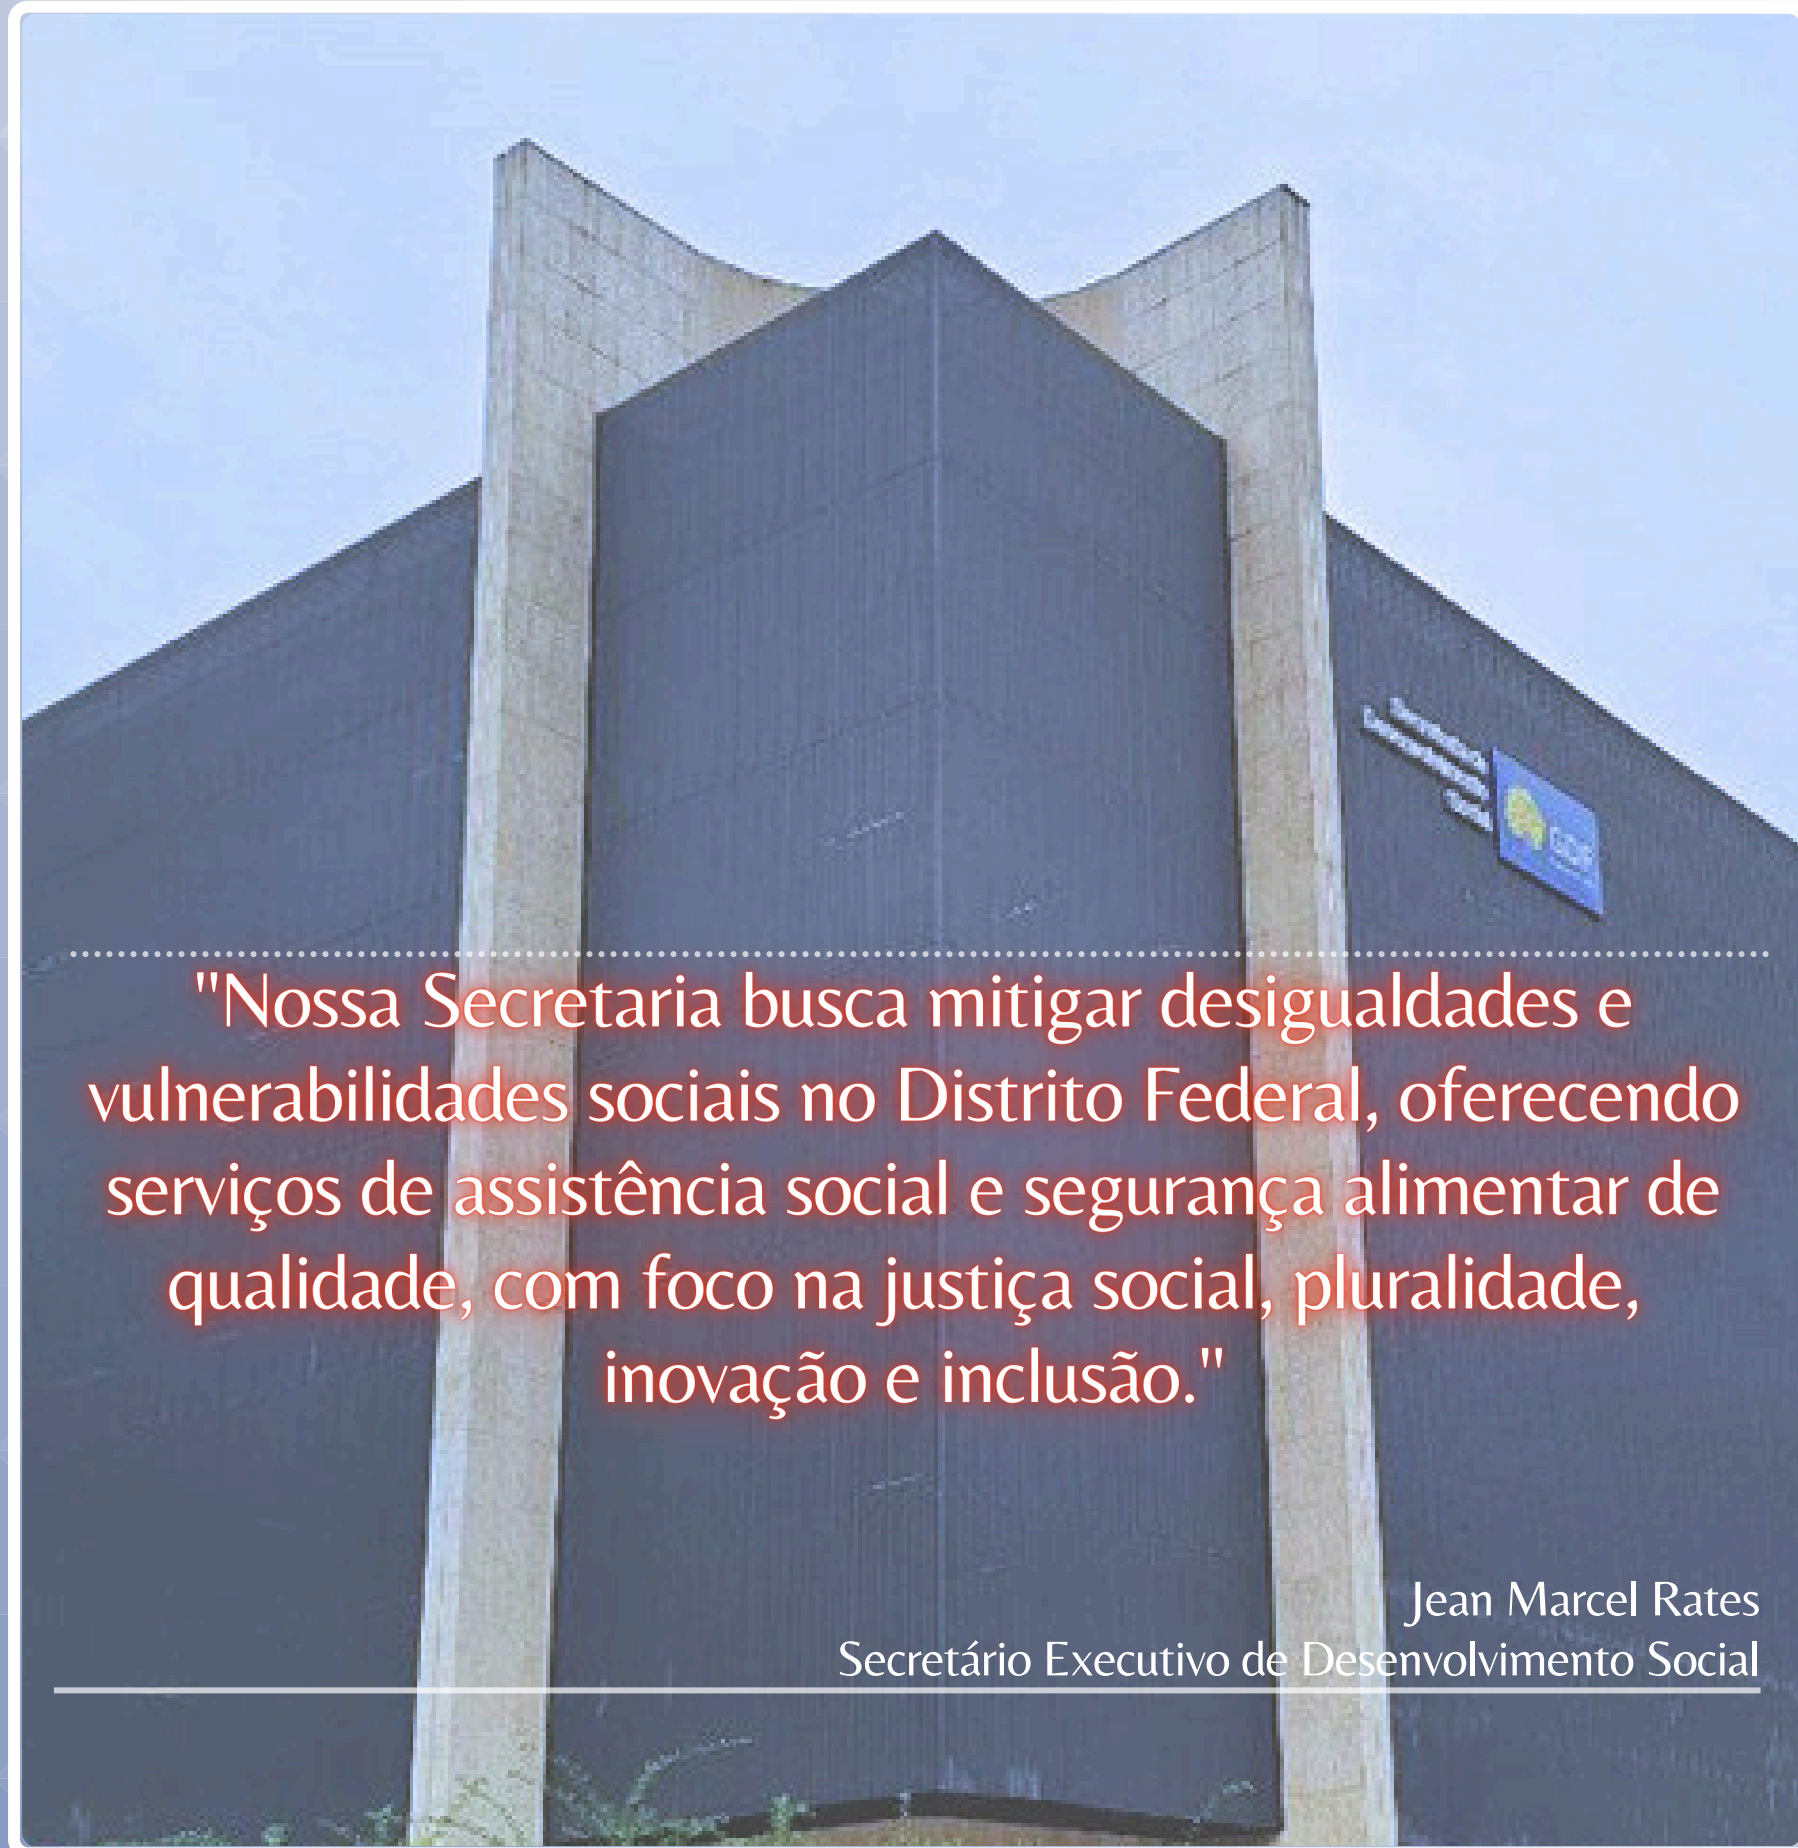 "Nossa Secretaria busca mitigar desigualdades e
vulnerabilidades sociais no Distrito Federal, oferecendo
serviços de assistência social e segurança alimentar de
qualidade, com foco na justiça social, pluralidade,
inovação e inclusão."
Jean Marcel Rates
Secretário Executivo de Desenvolvimento Social